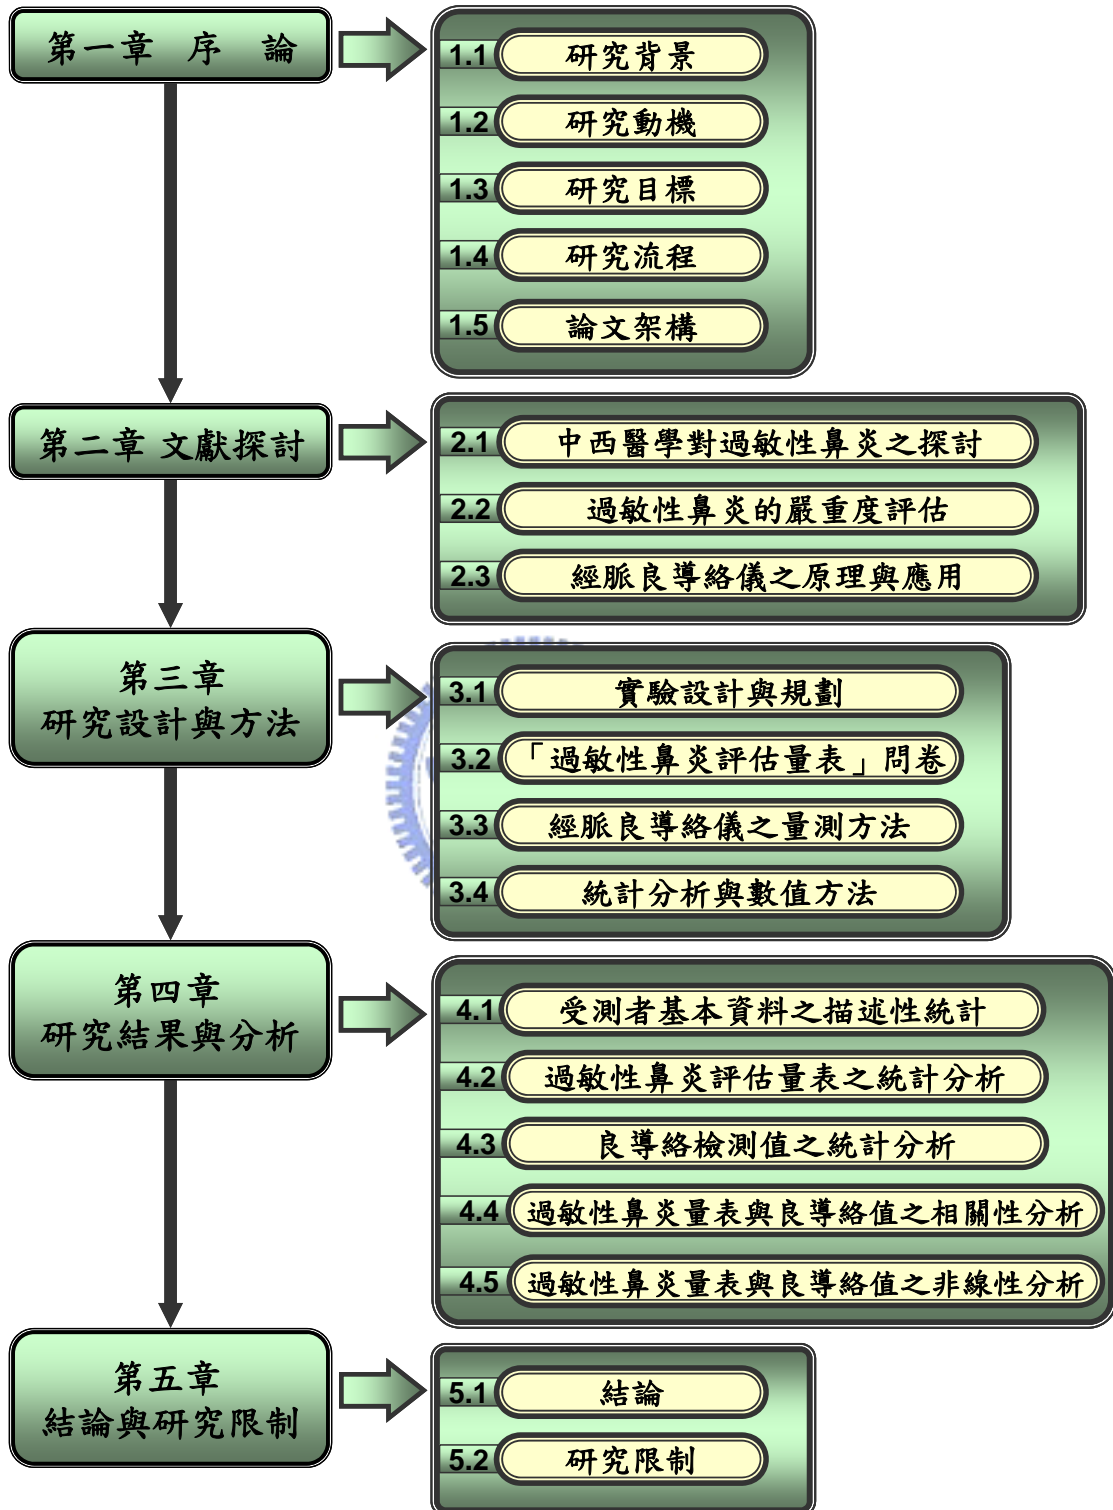 第一章 序 論
1.1 研究背景
1.2 研究動機
1.3 研究目標
1.4 研究流程
1.5 論文架構
第二章 文獻探討
2.1 中西醫學對過敏性鼻炎之探討
2.2 過敏性鼻炎的嚴重度評估
2.3 經脈良導絡儀之原理與應用
第三章
研究設計與方法
3.1 實驗設計與規劃
3.2 「過敏性鼻炎評估量表」問卷
3.3 經脈良導絡儀之量測方法
3.4 統計分析與數值方法
第四章
研究結果與分析
4.1 受測者基本資料之描述性統計
4.2 過敏性鼻炎評估量表之統計分析
4.3 良導絡檢測值之統計分析
4.4 過敏性鼻炎量表與良導絡值之相關性分析
4.5 過敏性鼻炎量表與良導絡值之非線性分析
第五章
結論與研究限制
5.1 結論
5.2 研究限制